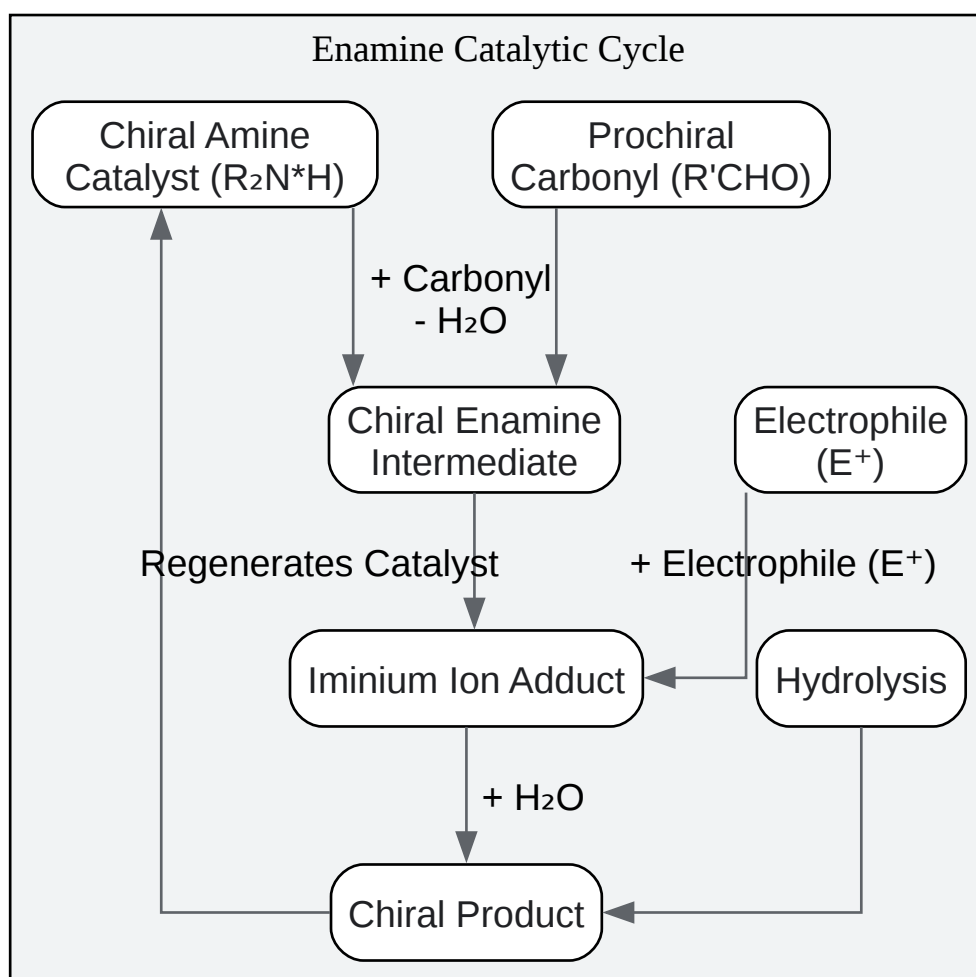 Enamine Catalytic Cycle
Chiral Amine
Catalyst (R₂N*H)
Prochiral
Carbonyl (R'CHO)
+ Carbonyl
- H₂O
Chiral Enamine
Intermediate
Electrophile
(E⁺)
Regenerates Catalyst
+ Electrophile (E⁺)
Iminium Ion Adduct
Hydrolysis
+ H₂O
Chiral Product